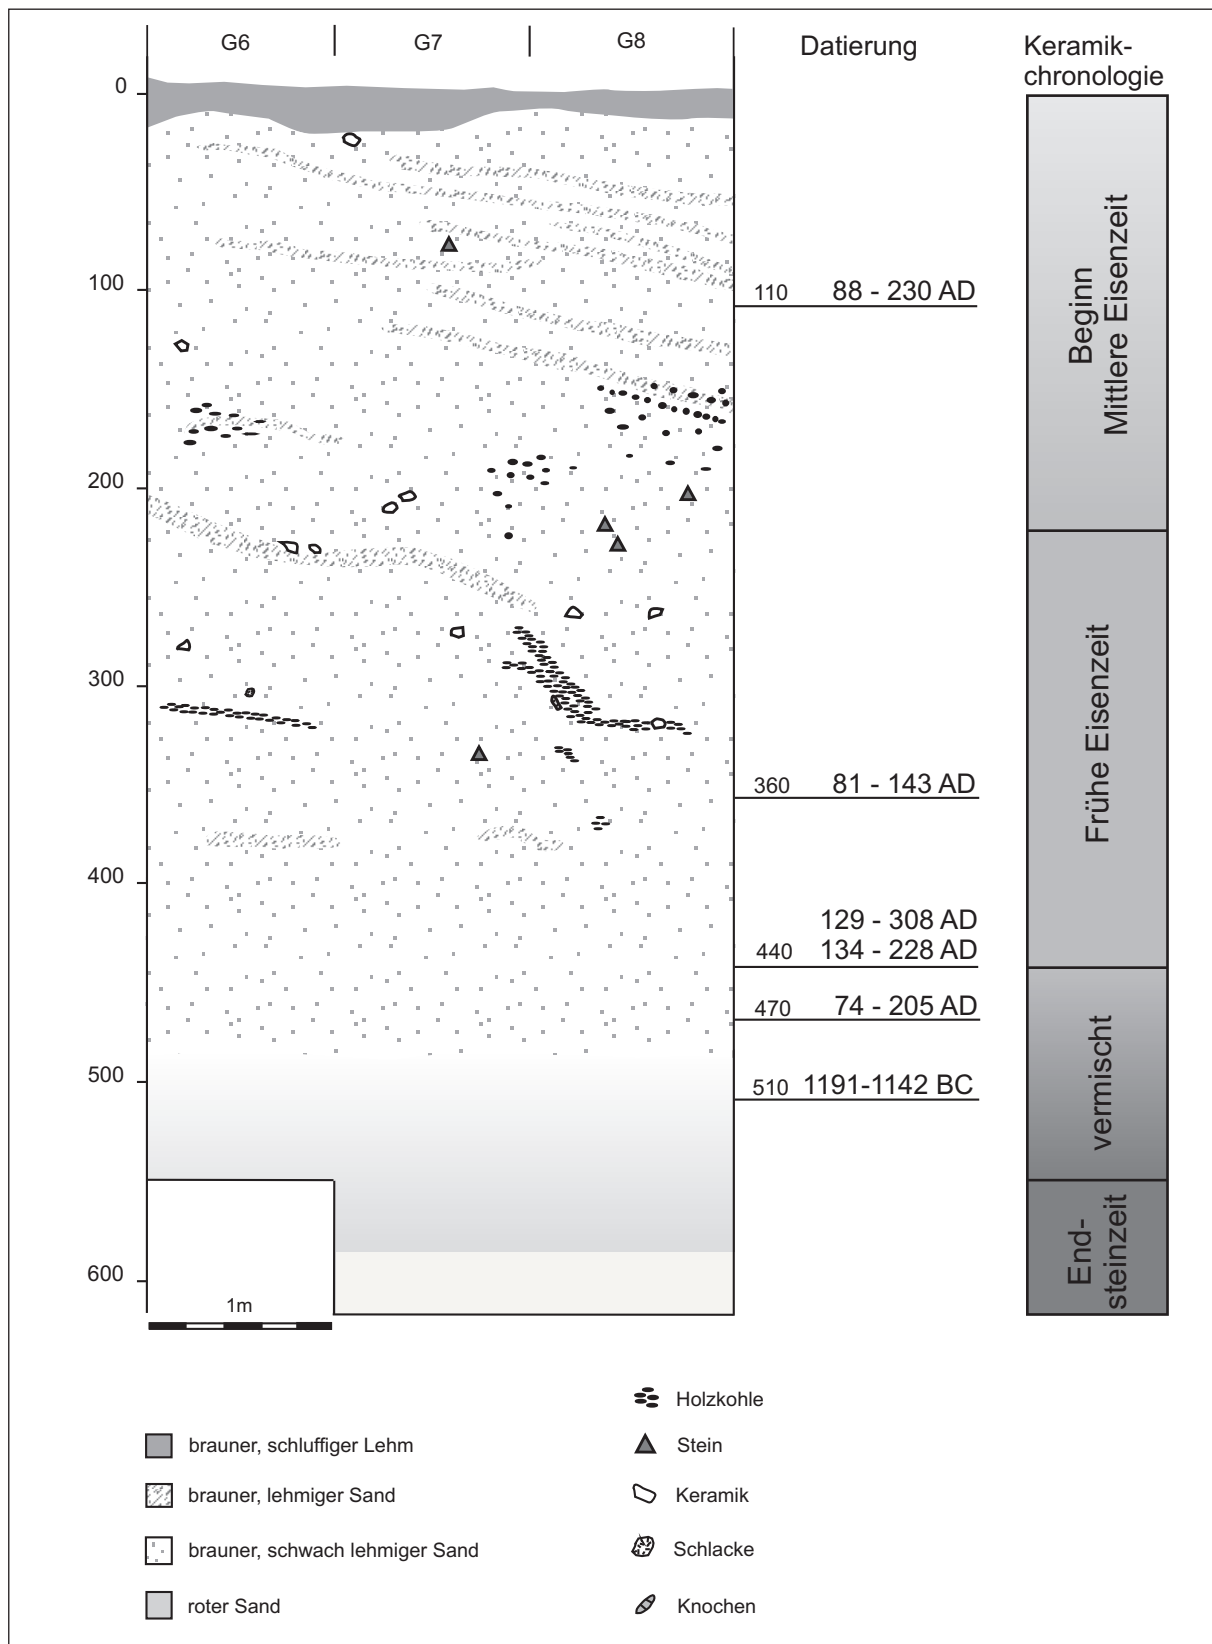 G6 | G7 | G8
Datierung
Keramik-
chronologie
0
100
110 88 - 230 AD
Beginn
Mittlere Eisenzeit
200
300
360 81 - 143 AD
Frühe Eisenzeit
400
129 - 308 AD
440 134 - 228 AD
470 74 - 205 AD
500
510 1191-1142 BC
vermischt
600
End-
steinzeit
1m
Holzkohle
brauner, schluffiger Lehm
Stein
brauner, lehmiger Sand
Keramik
brauner, schwach lehmiger Sand
Schlacke
roter Sand
Knochen